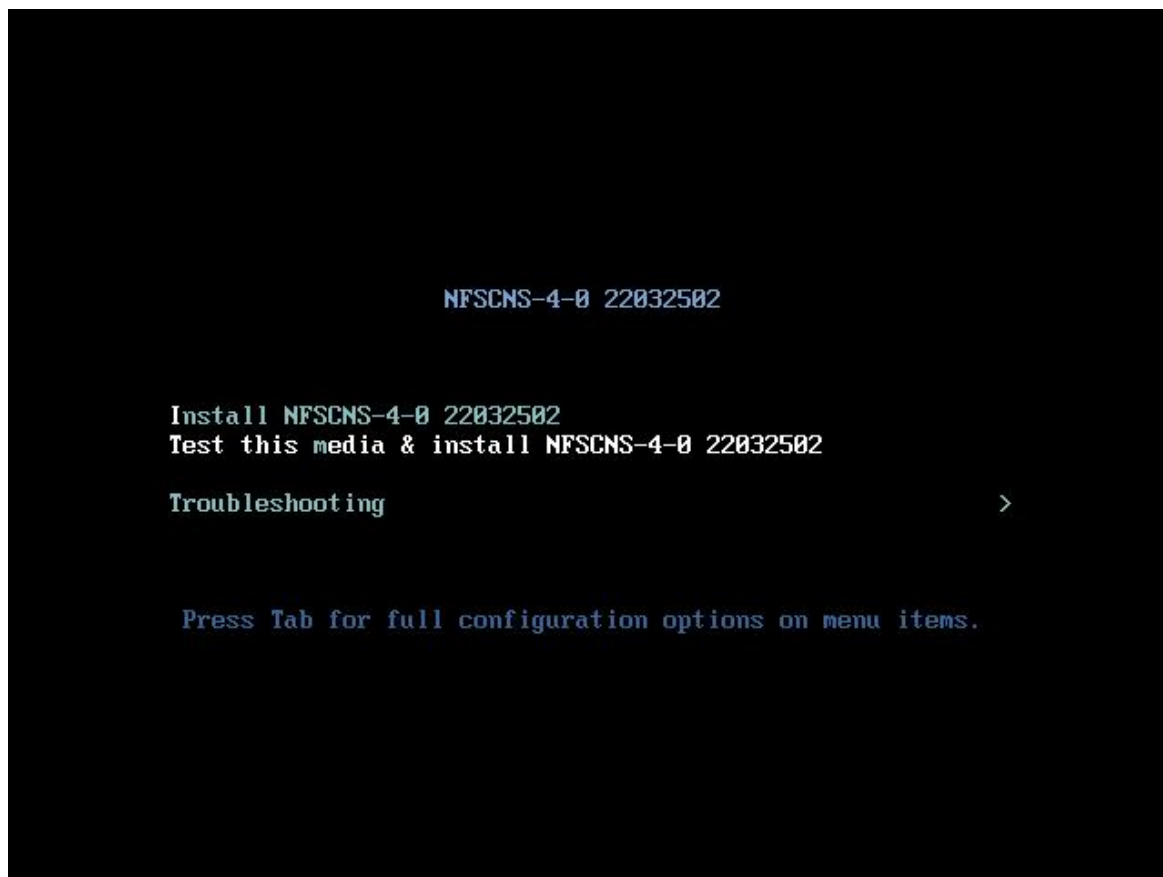 NFSCNS-4-0 22032502
Install NFSCNS-4-0 22032502
Test this media & install NFSCNS-4-0 22032502
Troubleshooting >
Press Tab for full configuration options on menu items.